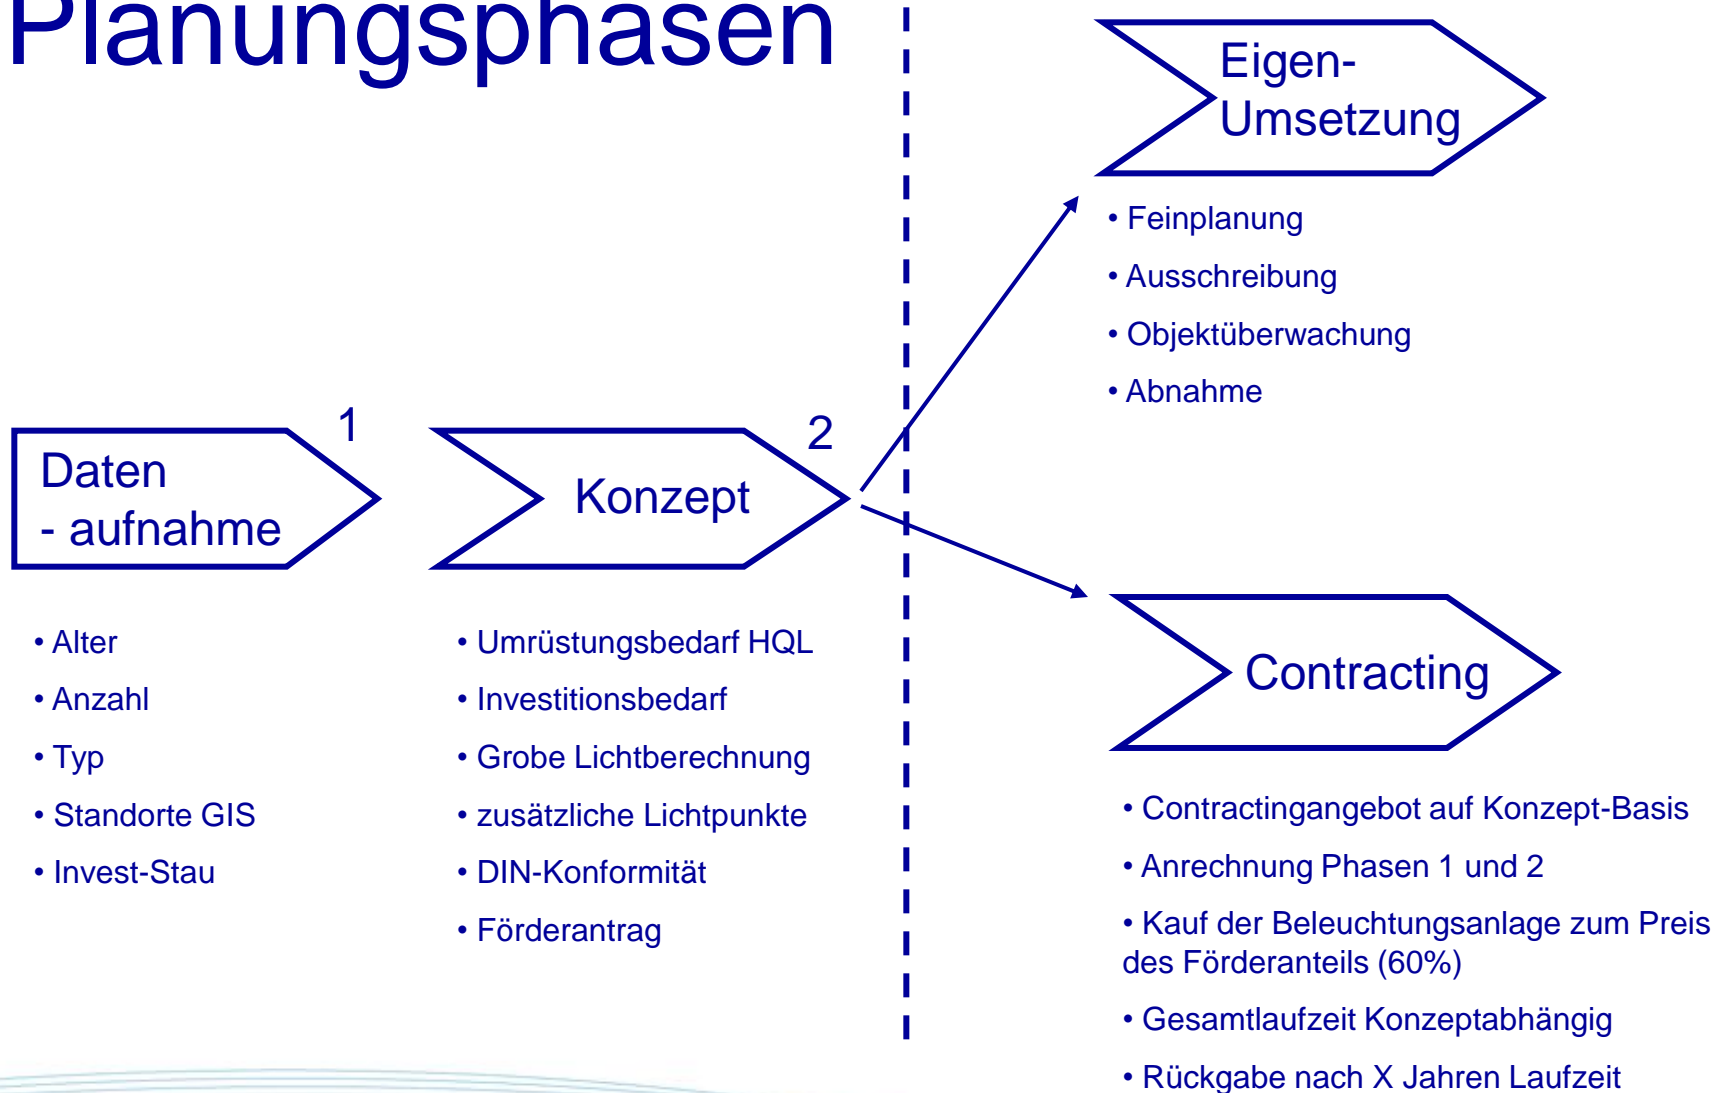 Planungsphasen
1
Daten
- aufnahme
• Alter
• Anzahl
• Typ
• Standorte GIS
• Invest-Stau
2
Konzept
• Umrüstungsbedarf HQL
• Investitionsbedarf
• Grobe Lichtberechnung
• zusätzliche Lichtpunkte
• DIN-Konformität
• Förderantrag
Eigen-
Umsetzung
• Feinplanung
• Ausschreibung
• Objektüberwachung
• Abnahme
Contracting
• Contractingangebot auf Konzept-Basis
• Anrechnung Phasen 1 und 2
• Kauf der Beleuchtungsanlage zum Preis
des Förderanteils (60%)
• Gesamtlaufzeit Konzeptabhängig
• Rückgabe nach X Jahren Laufzeit